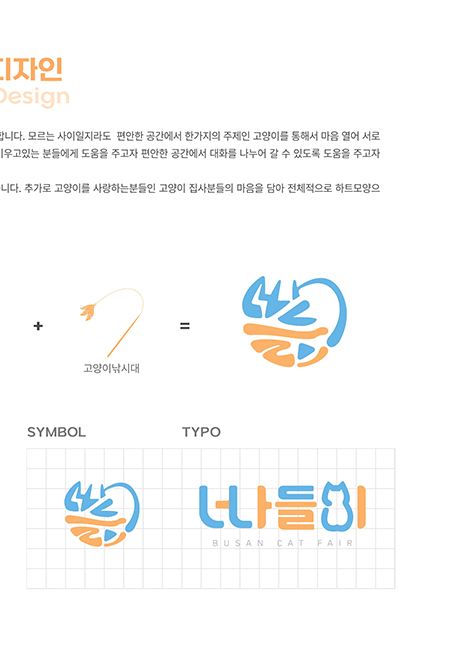 디자인
Design
합니다. 모르는 사이일지라도 편안한 공간에서 한가지의 주제인 고양이를 통해서 마음 열어 서로
키우고있는 분들에게 도움을 주고자 편안한 공간에서 대화를 나누어 갈 수 있도록 도움을 주고자
니다. 추가로 고양이를 사랑하는분들인 고양이 집사분들의 마음을 담아 전체적으로 하트모양으
+ =
고양이낚시대
SYMBOL TYPO
너나들이
BUSAN CAT FAIR